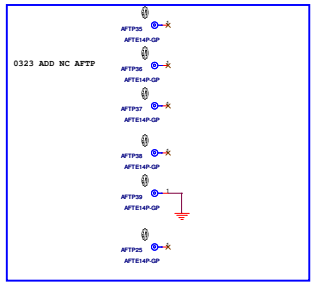 AFTP35
AFTE14P-GP
0323 ADD NC AFTP
AFTP36
AFTE14P-GP
AFTP37
AFTE14P-GP
AFTP38
AFTE14P-GP
1
AFTP39
AFTE14P-GP
AFTP25
AFTE14P-GP